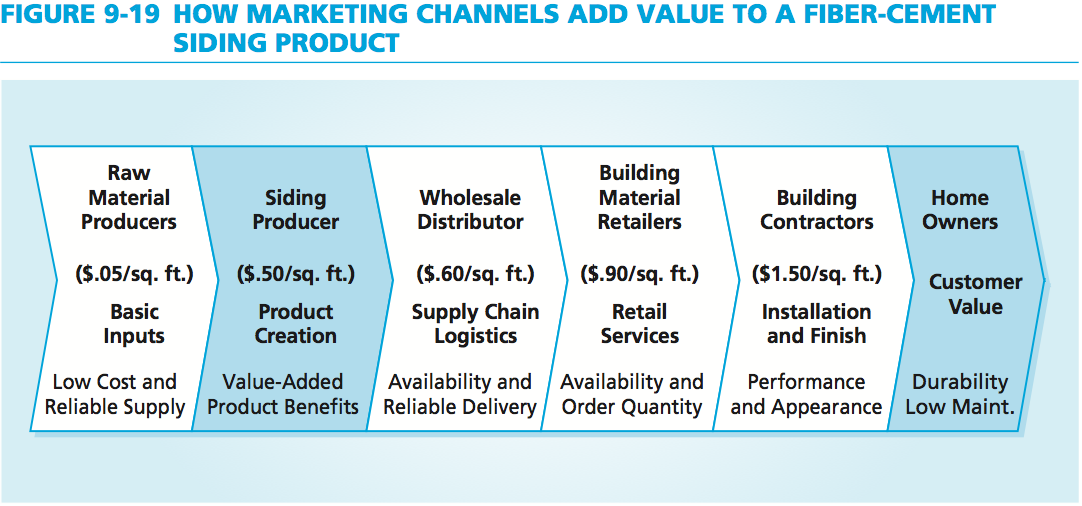 FIGURE 9-19 HOW MARKETING CHANNELS ADD VALUE TO A FIBER-CEMENT
SIDING PRODUCT
Raw
Material
Producers
($.05/sq. ft.)
Basic
Inputs
Low Cost and
Reliable Supply
Siding
Producer
($.50/sq. ft.)
Product
Creation
Value-Added
Product Benefits
Wholesale
Distributor
($.60/sq. ft.)
Supply Chain
Logistics
Availability and
Reliable Delivery
Building
Material
Retailers
($.90/sq. ft.)
Retail
Services
Availability and
Order Quantity
Building
Contractors
($1.50/sq. ft.)
Installation
and Finish
Performance
and Appearance
Home
Owners
Customer
Value
Durability
Low Maint.